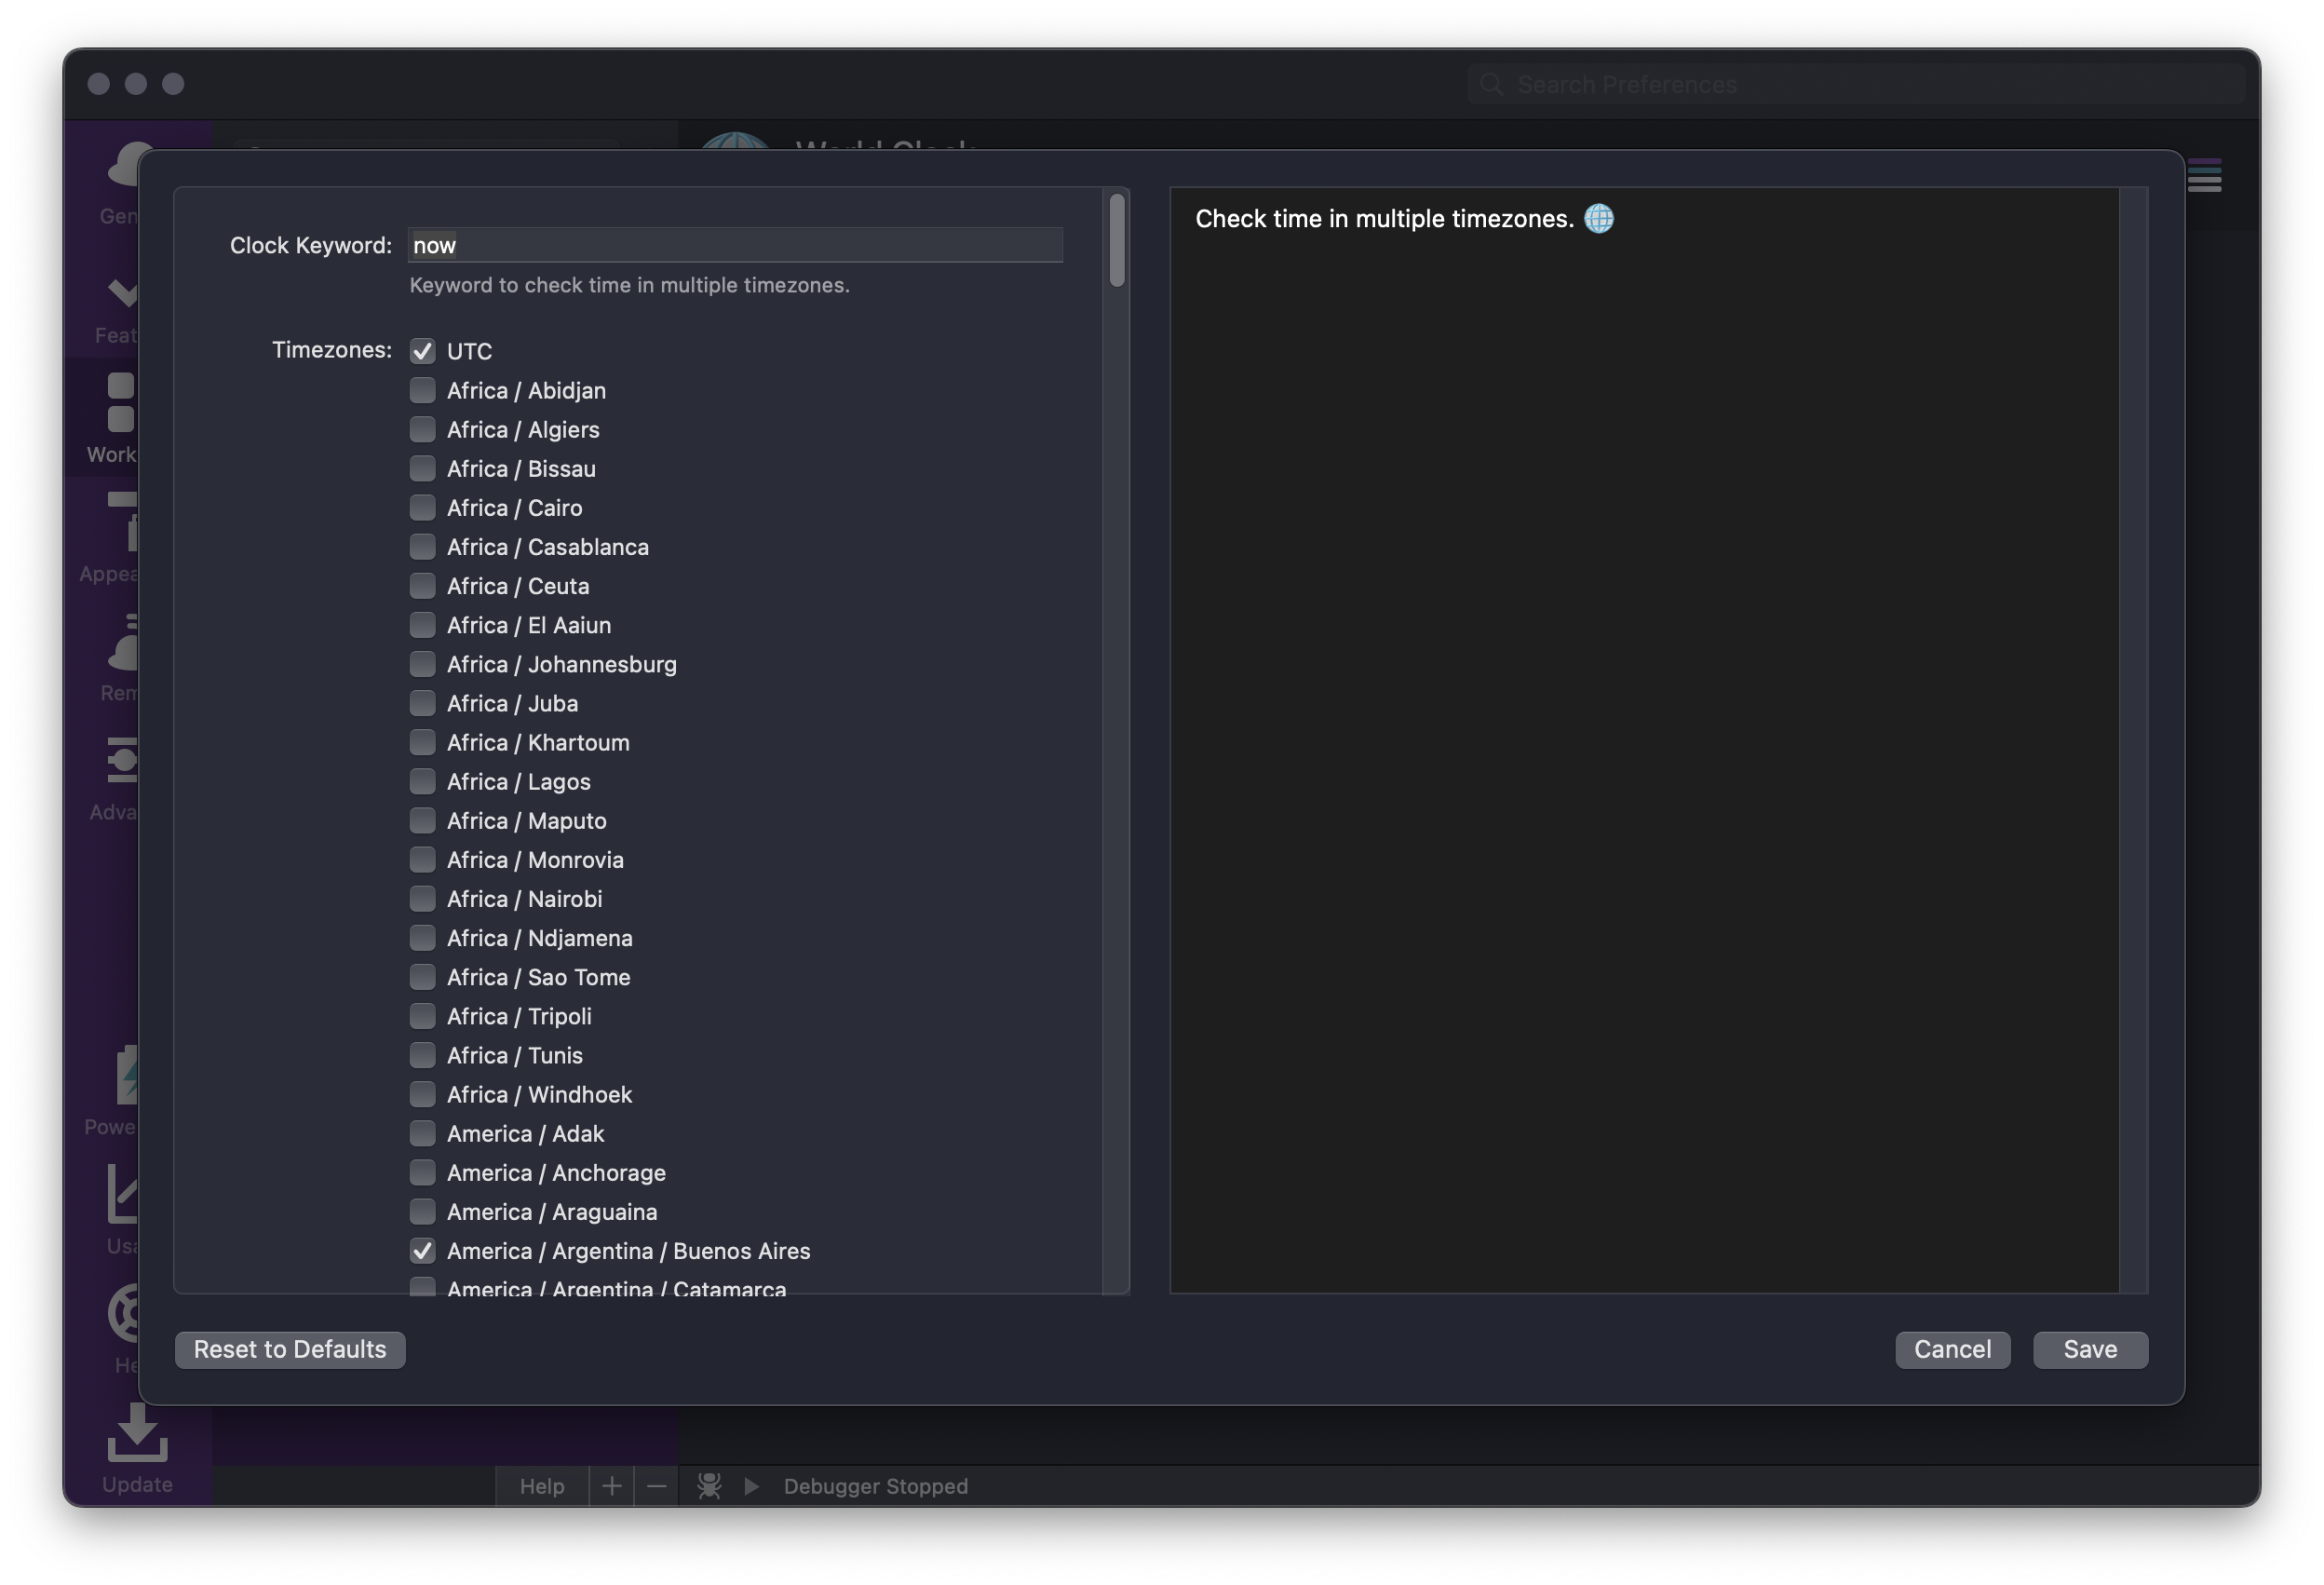 Search Preferences
World Clock
Clock Keyword: now
Keyword to check time in multiple timezones.
Timezones: UTC
Africa / Abidjan
Africa / Algiers
Africa / Bissau
Africa / Cairo
Africa / Casablanca
Africa / Ceuta
Africa / El Aaiun
Africa / Johannesburg
Africa / Juba
Africa / Khartoum
Africa / Lagos
Africa / Maputo
Africa / Monrovia
Africa / Nairobi
Africa / Ndjamena
Africa / Sao Tome
Africa / Tripoli
Africa / Tunis
Africa / Windhoek
America / Adak
America / Anchorage
America / Araguaina
America / Argentina / Buenos Aires
America / Argentina / Catamarca
Check time in multiple timezones.
Reset to Defaults
Cancel
Save
Gen
Feat
Work
Appea
Rem
Adva
Powe
Usa
He
Update
Help
Debugger Stopped